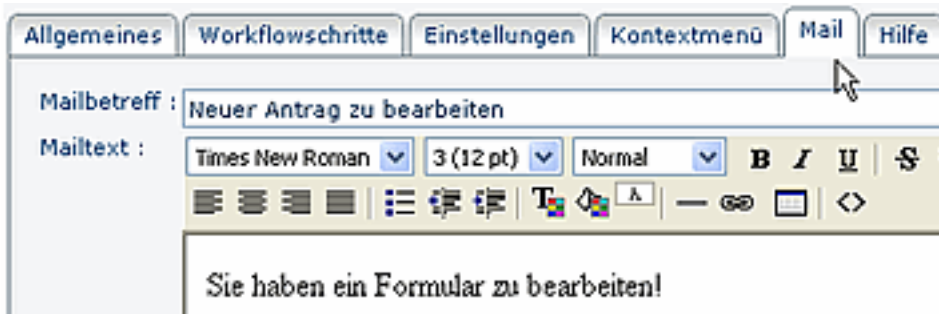 Allgemeines Workflowschritte Einstellungen Kontextmenü Mail Hilfe
Mailbetreff : Neuer Antrag zu bearbeiten
Mailtext : Times New Roman 3 (12 pt) Normal B I U S
Sie haben ein Formular zu bearbeiten!